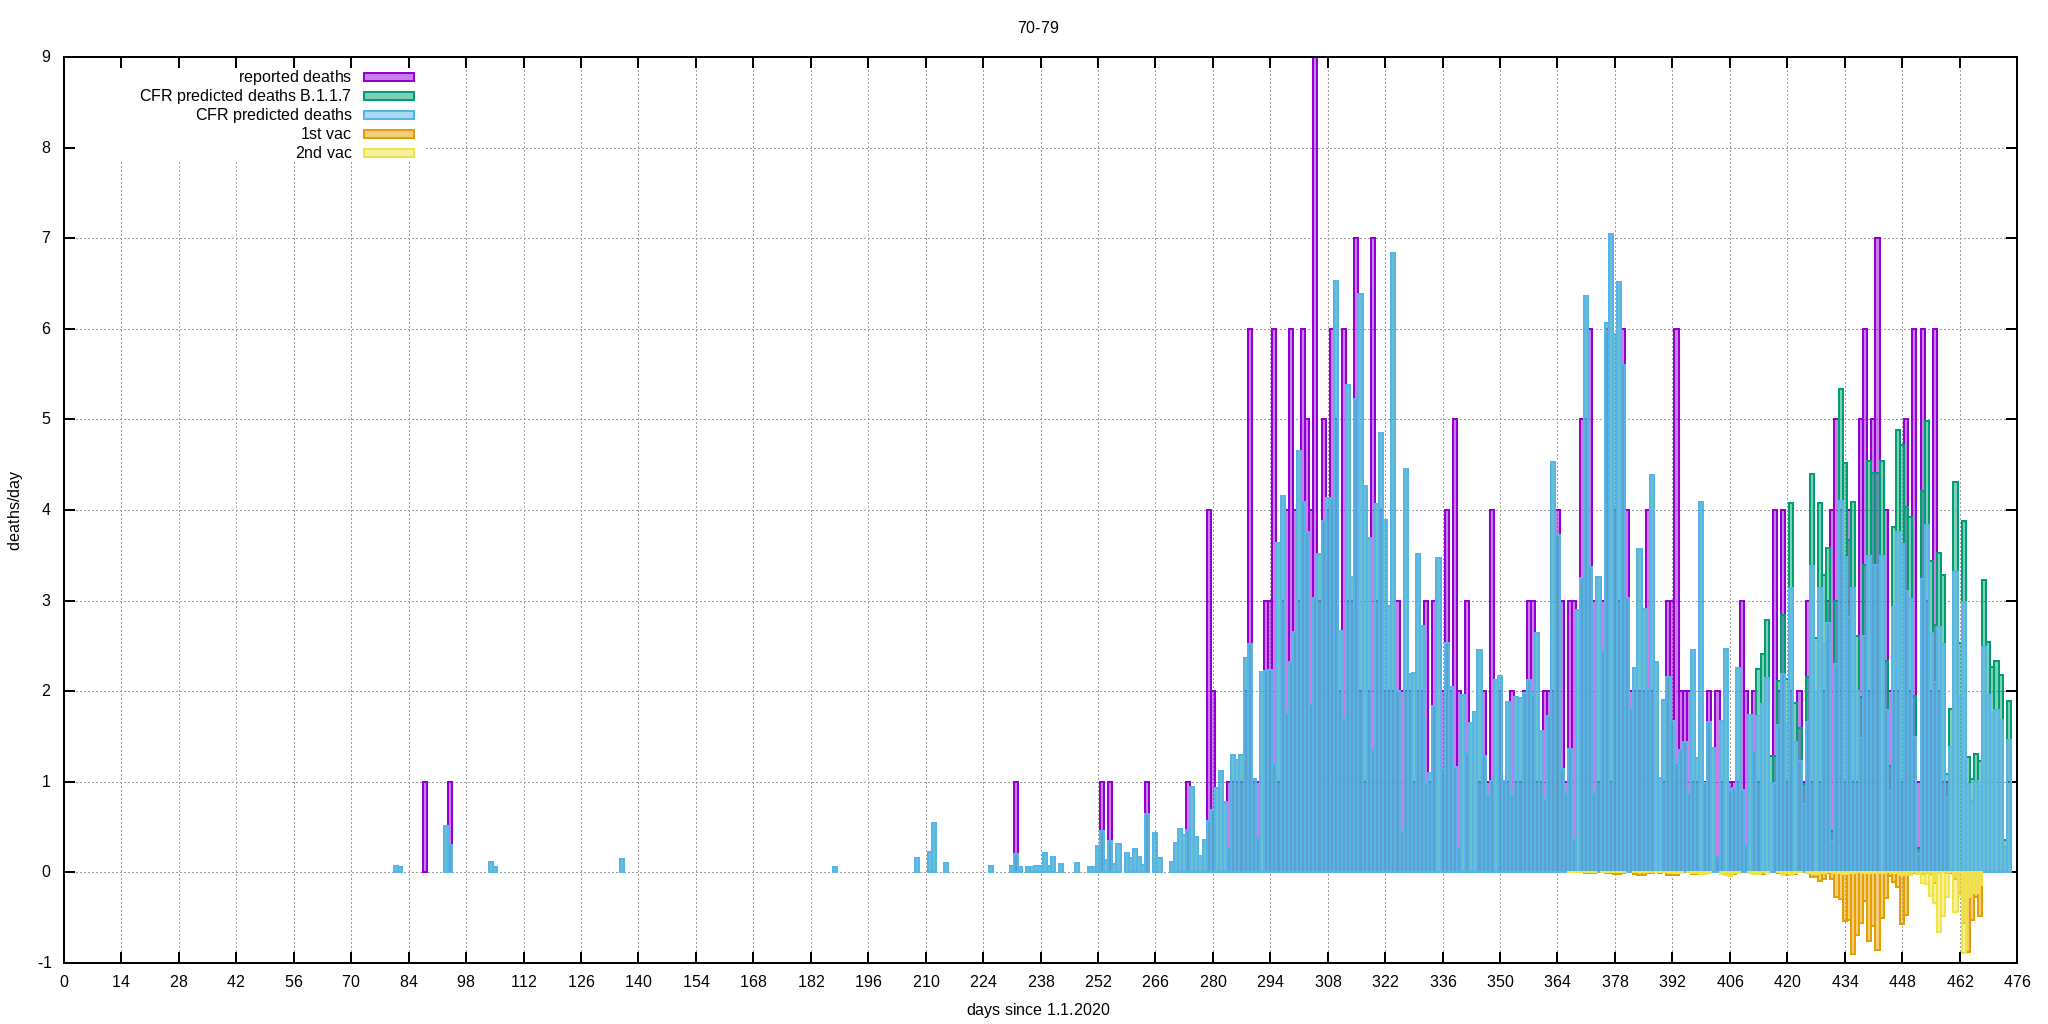 70-79
9
8
7
6
5
4
3
2
1
0
-1
deaths/day
reported deaths
CFR predicted deaths B.1.1.7
CFR predicted deaths
1st vac
2nd vac
0 14 28 42 56 70 84 98 112 126 140 154 168 182 196 210 224 238 252 266 280 294 308 322 336 350 364 378 392 406 420 434 448 462 476
days since 1.1.2020